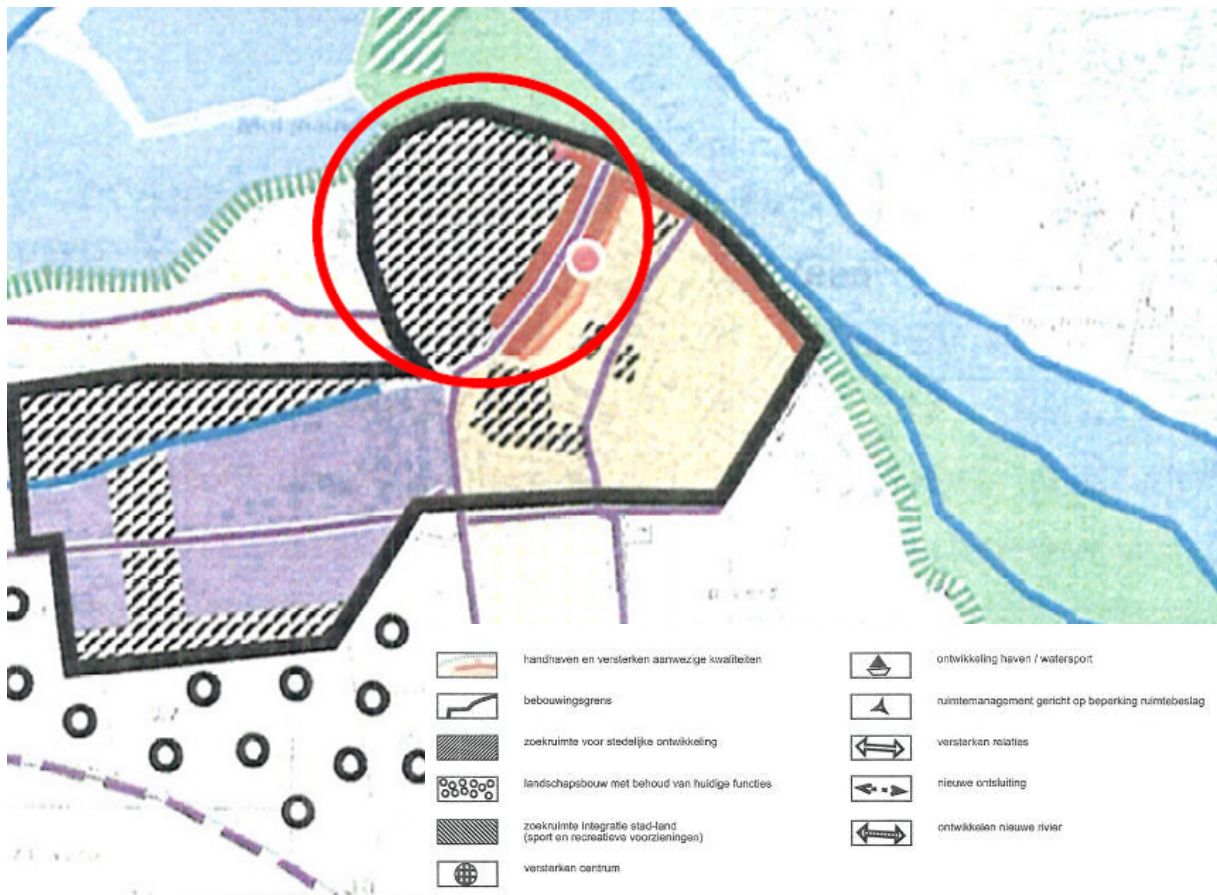 handhaven en versterken aanwezige kwaliteiten
bebouwingsgrens
zoekruimte voor stedelijke ontwikkeling
landschapsbouw met behoud van huidige functies
zoekruimte integratie stad-land
(sport en recreatieve voorzieningen)
versterken centrum
ontwikkeling haven / watersport
ruimtemanagement gericht op beperking ruimtebeslag
versterken relaties
nieuwe ontsluiting
ontwikkelen nieuwe rivier